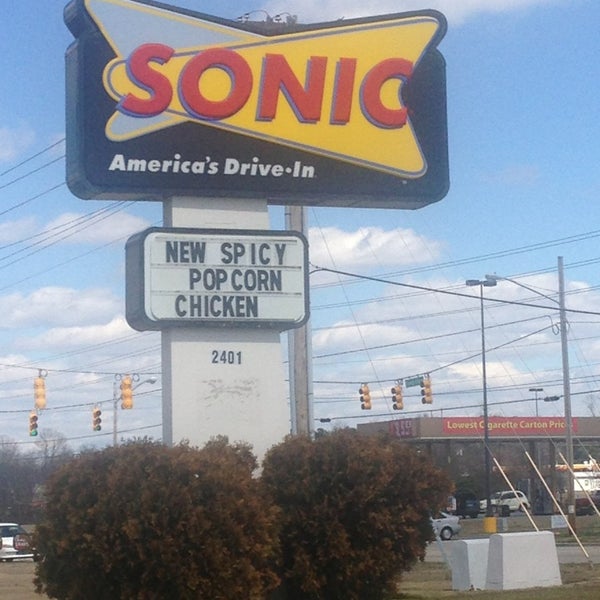 SONIC
America's Drive-In
NEW SPICY
POPCORN
CHICKEN
2401
Lowest Cigarette Carton Price